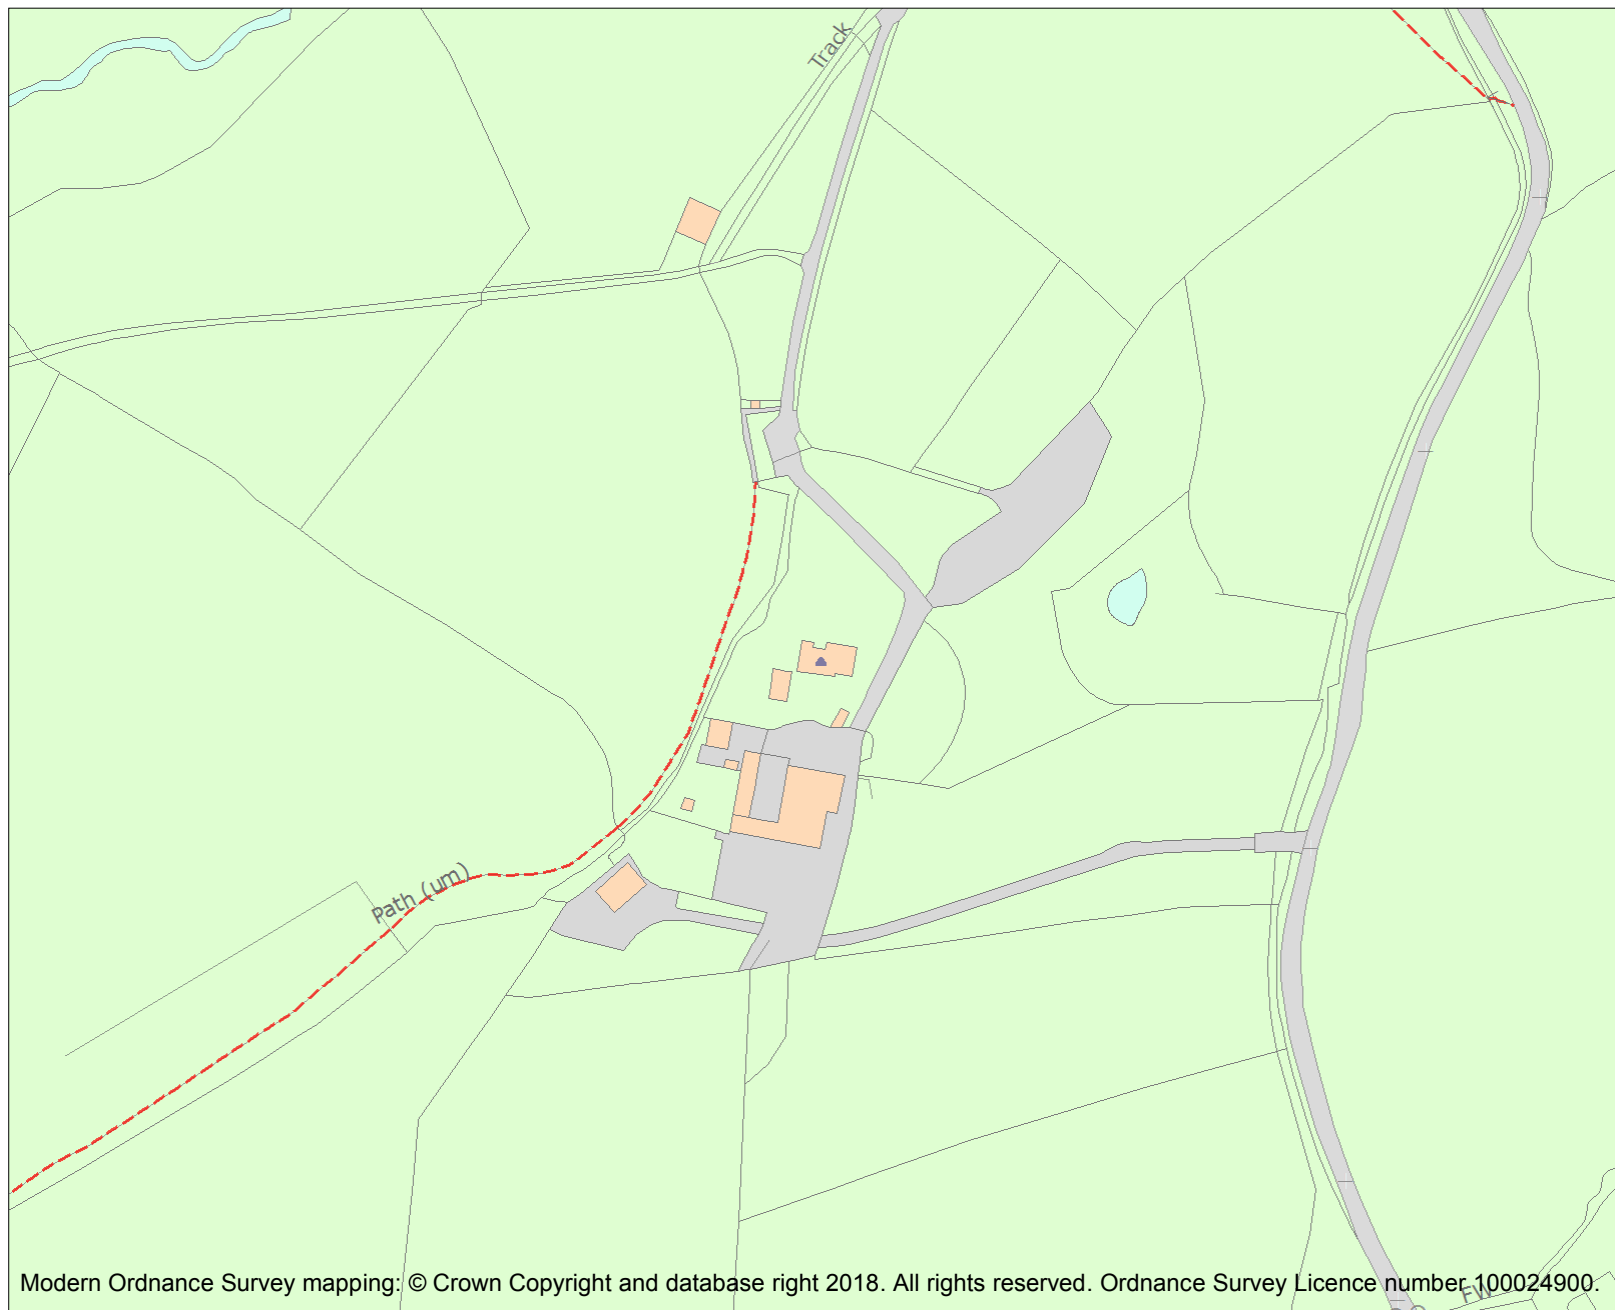 Track
Path (um)
Modern Ordnance Survey mapping: © Crown Copyright and database right 2018. All rights reserved. Ordnance Survey Licence number 100024900.
FW